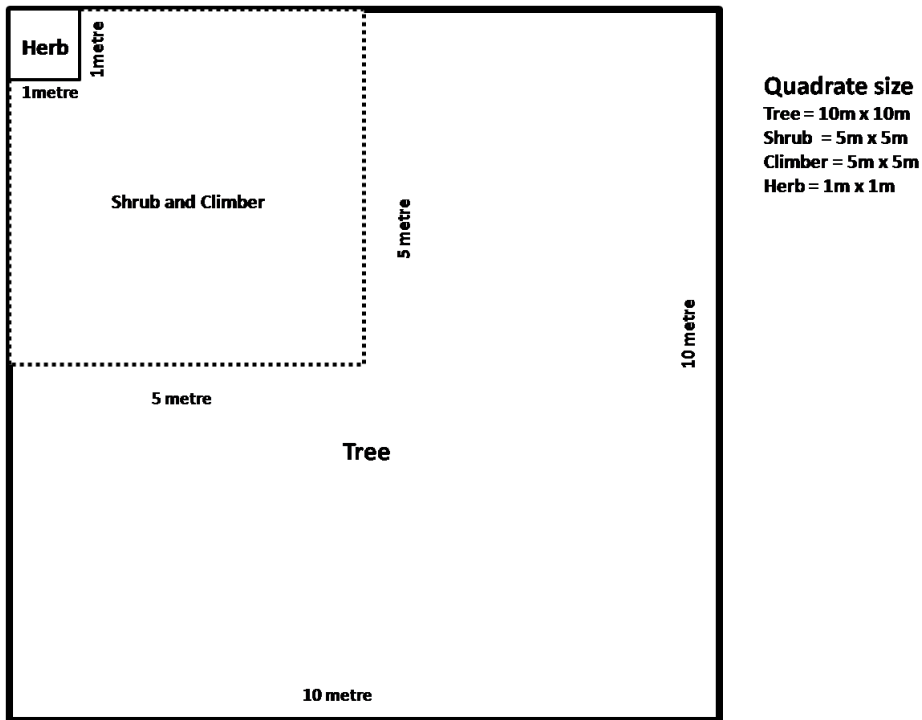 Herb
1metre
1metre
Shrub and Climber
5 metre
5 metre
Tree
10 metre
10 metre
Quadrate size
Tree = 10m x 10m
Shrub = 5m x 5m
Climber = 5m x 5m
Herb = 1m x 1m